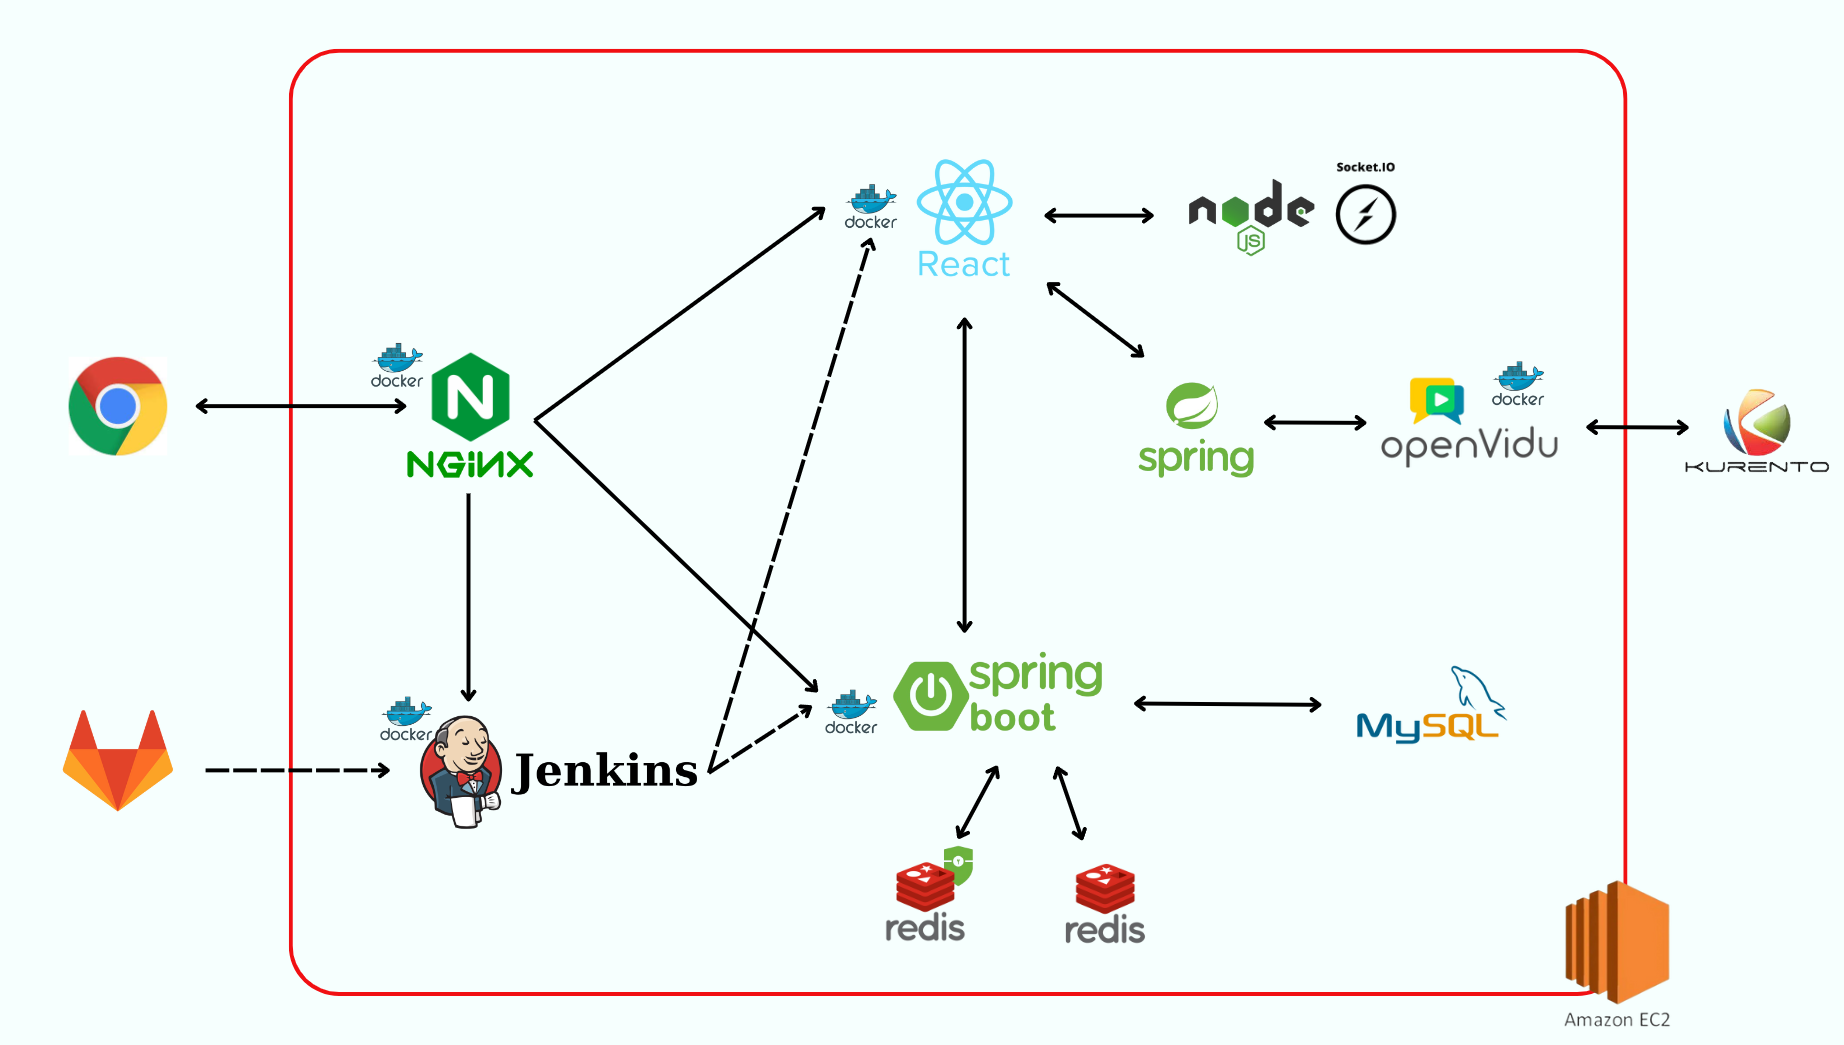 Socket.IO
node
JS
docker
React
docker
N
NGINX
spring
docker
openVidu
KURENTO
docker
Jenkins
docker
spring
boot
MySQL
redis
redis
Amazon EC2